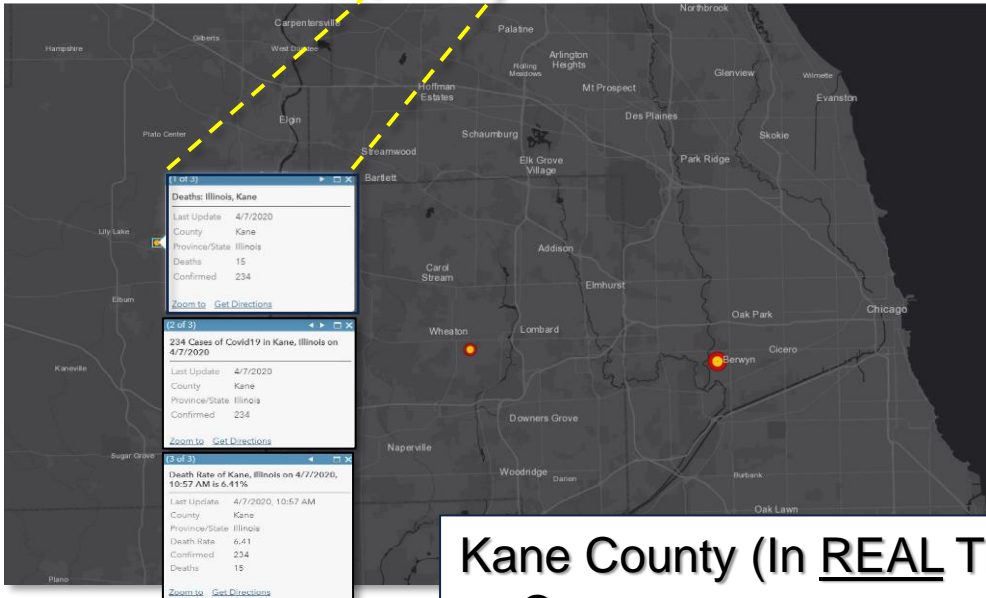 Northbrook
Carpentersville
Palatine
Gilberts
Hampshire
West Dundee
Arlington
Heights
Rolling
Meadows
Glenview
Wilmette
Hoffman
Estates
Mt Prospect
Evanston
Elgin
Des Plaines
Plato Center
Schaumburg
Skokie
Streamwood
Elk Grove
Village
Park Ridge
Bartlett
(1 of 3)
Deaths: Illinois, Kane
Last Update 4/7/2020
County Kane
Province/State Illinois
Deaths 15
Confirmed 234
Zoom to Get Directions
Lily Lake
Addison
Carol
Stream
Elmhurst
Elburn
Oak Park
Chicago
(2 of 3)
234 Cases of Covid19 in Kane, Illinois on
4/7/2020
Last Update 4/7/2020
County Kane
Province/State Illinois
Confirmed 234
Zoom to Get Directions
Wheaton
Lombard
Cicero
Berwyn
Kaneville
Downers Grove
Naperville
Sugar Grove
(3 of 3)
Death Rate of Kane, Illinois on 4/7/2020,
10:57 AM is 6.41%
Last Update 4/7/2020, 10:57 AM
County Kane
Province/State Illinois
Death Rate 6.41
Confirmed 234
Deaths 15
Zoom to Get Directions
Woodridge
Darien
Burbank
Oak Lawn
Plano
Kane County (In REAL T